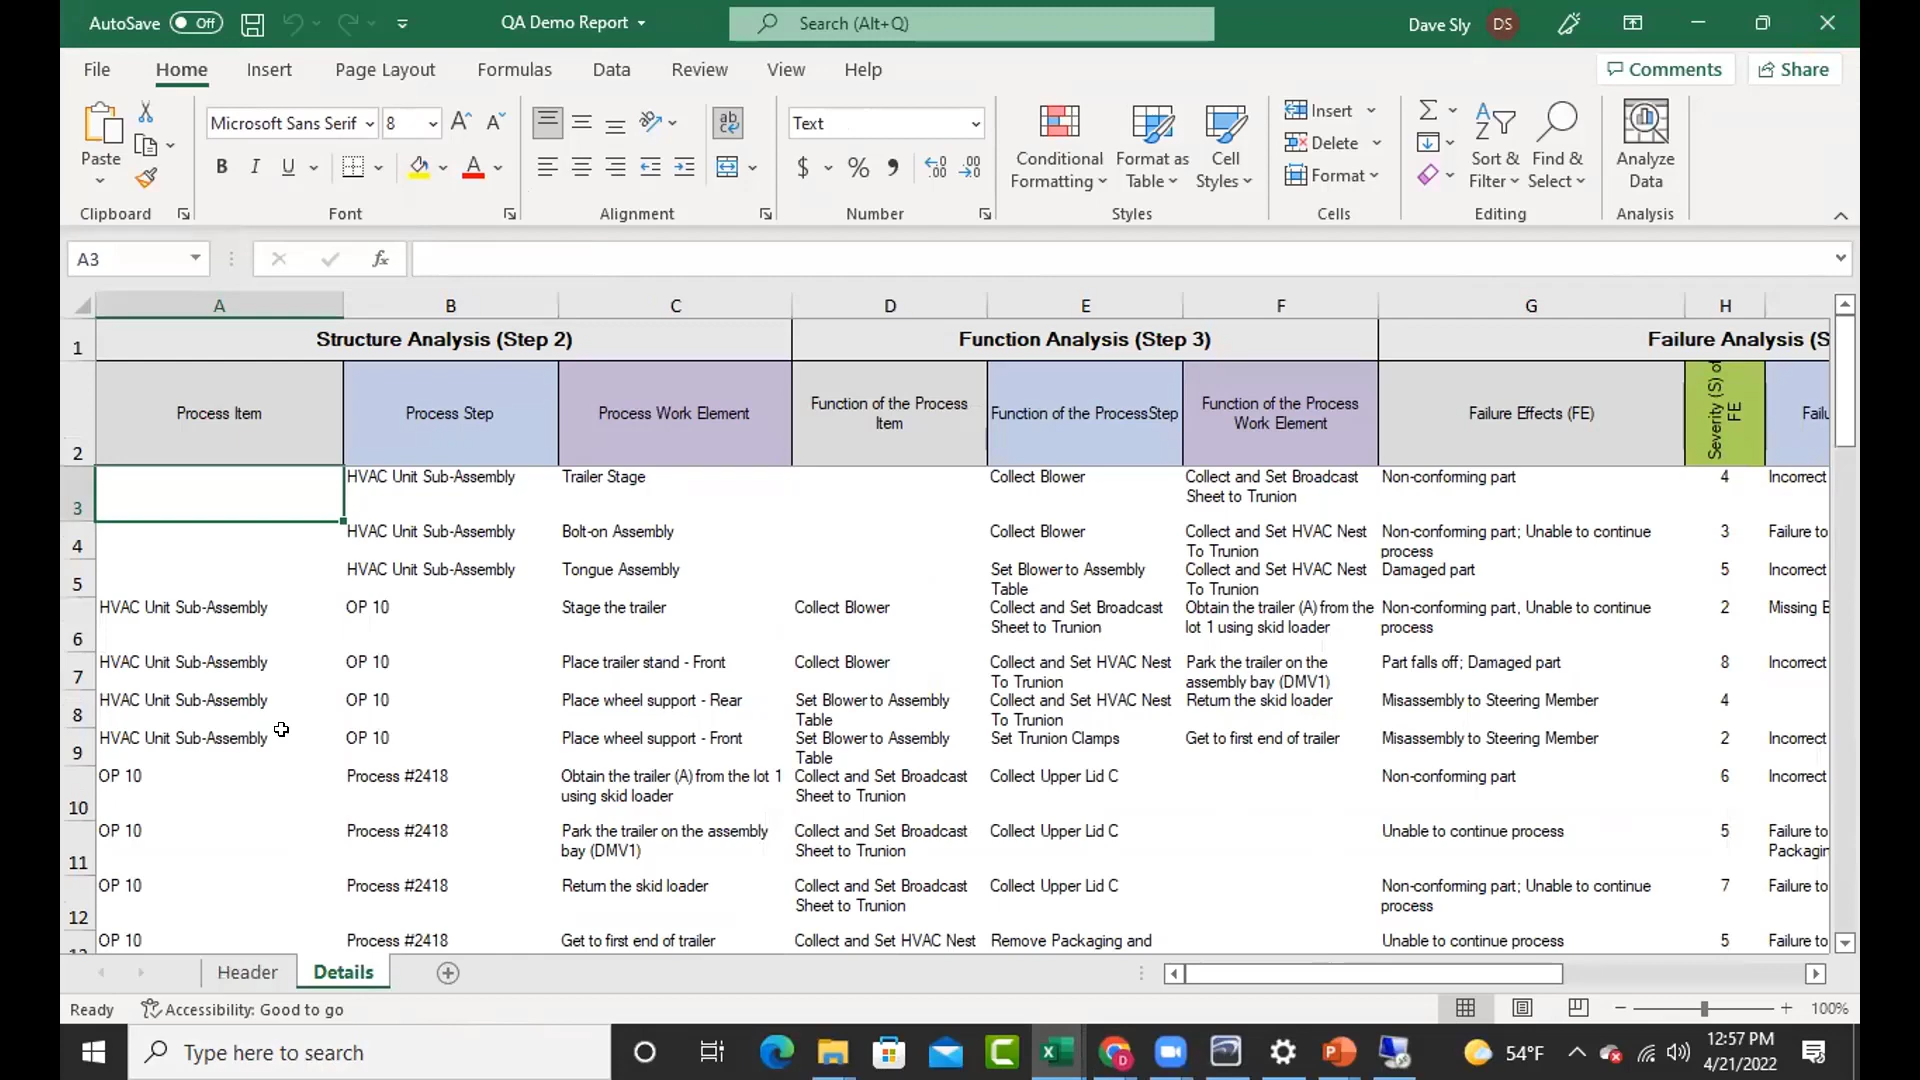 AutoSave Off QA Demo Report Search (Alt+Q) Dave Sly DS
File Home Insert Page Layout Formulas Data Review View Help Comments Share
Paste
Clipboard
Microsoft Sans Serif 8
B I U
Font
ab
Alignment
Text
$ % 9
Number
Conditional
Formatting
Format as
Table
Cell
Styles
Styles
Insert
Delete
Format
Cells
Sort &
Filter
Find &
Select
Editing
Analyze
Data
Analysis
A3 fx
A B C D E F G H
1 Structure Analysis (Step 2) Function Analysis (Step 3) Failure Analysis (S
2 Process Item Process Step Process Work Element Function of the Process
Item Function of the ProcessStep Function of the Process
Work Element Failure Effects (FE) Severity (S) of
FE Failu
3 HVAC Unit Sub-Assembly Trailer Stage Collect Blower Collect and Set Broadcast
Sheet to Trunion Non-conforming part 4 Incorrect
4 HVAC Unit Sub-Assembly Bolt-on Assembly Collect Blower Collect and Set HVAC Nest
To Trunion Non-conforming part; Unable to continue
process 3 Failure to
5 HVAC Unit Sub-Assembly Tongue Assembly Set Blower to Assembly
Table Collect and Set HVAC Nest
To Trunion Damaged part 5 Incorrect
6 HVAC Unit Sub-Assembly OP 10 Stage the trailer Collect Blower Collect and Set Broadcast
Sheet to Trunion Obtain the trailer (A) from the
lot 1 using skid loader Non-conforming part, Unable to continue
process 2 Missing B
7 HVAC Unit Sub-Assembly OP 10 Place trailer stand - Front Collect Blower Collect and Set HVAC Nest
To Trunion Park the trailer on the
assembly bay (DMV1) Part falls off; Damaged part 8 Incorrect
8 HVAC Unit Sub-Assembly OP 10 Place wheel support - Rear Set Blower to Assembly
Table Collect and Set HVAC Nest
To Trunion Return the skid loader Misassembly to Steering Member 4
9 HVAC Unit Sub-Assembly OP 10 Place wheel support - Front Set Blower to Assembly
Table Set Trunion Clamps Get to first end of trailer Misassembly to Steering Member 2 Incorrect
10 OP 10 Process #2418 Obtain the trailer (A) from the lot 1
using skid loader Collect and Set Broadcast
Sheet to Trunion Collect Upper Lid C Non-conforming part 6 Incorrect
11 OP 10 Process #2418 Park the trailer on the assembly
bay (DMV1) Collect and Set Broadcast
Sheet to Trunion Collect Upper Lid C Unable to continue process 5 Failure to
Packagin
12 OP 10 Process #2418 Return the skid loader Collect and Set Broadcast
Sheet to Trunion Collect Upper Lid C Non-conforming part; Unable to continue
process 7 Failure to
OP 10 Process #2418 Get to first end of trailer Collect and Set HVAC Nest Remove Packaging and Unable to continue process 5 Failure to
Header Details
Ready Accessibility: Good to go 100%
Type here to search 54°F 12:57 PM
4/21/2022